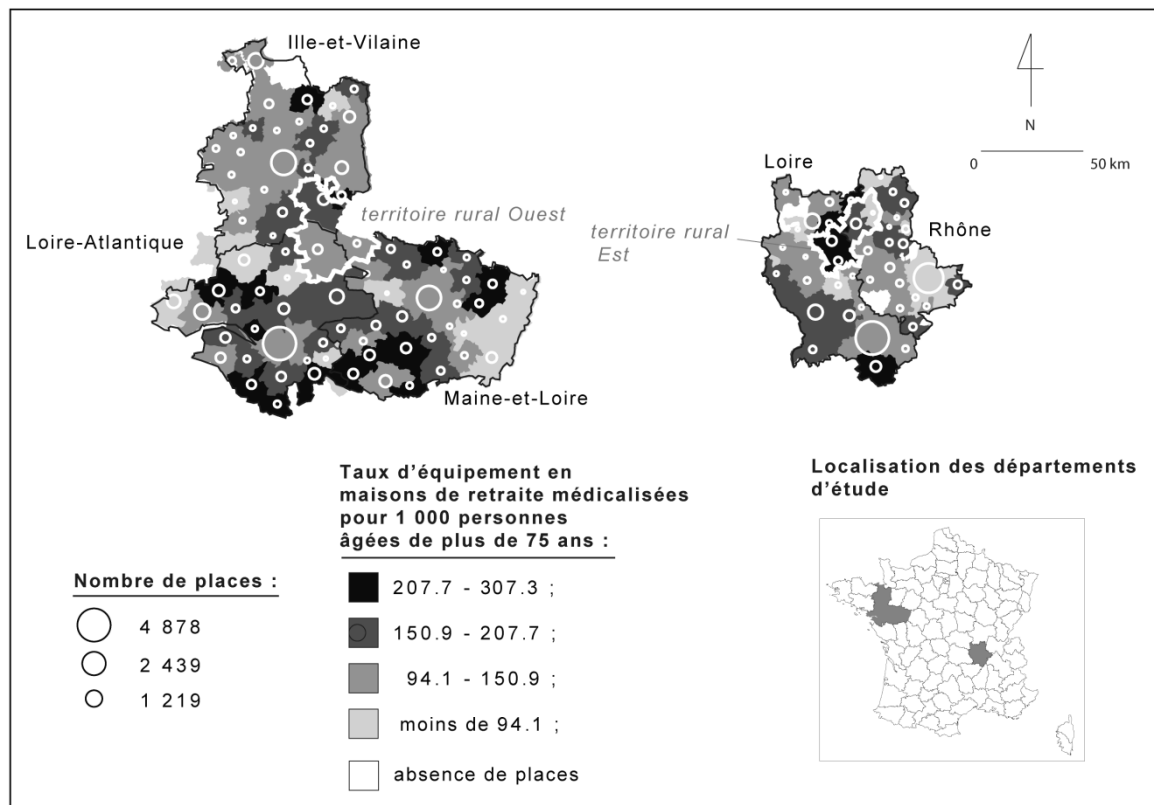 Ille-et-Vilaine
N
0 50 km
Loire
territoire rural Ouest
territoire rural
Est
Rhône
Loire-Atlantique
Maine-et-Loire
Taux d'équipement en
maisons de retraite médicalisées
pour 1 000 personnes
âgées de plus de 75 ans :
207.7 - 307.3 ;
150.9 - 207.7 ;
94.1 - 150.9 ;
moins de 94.1 ;
absence de places
Nombre de places :
4 878
2 439
1 219
Localisation des départements
d'étude